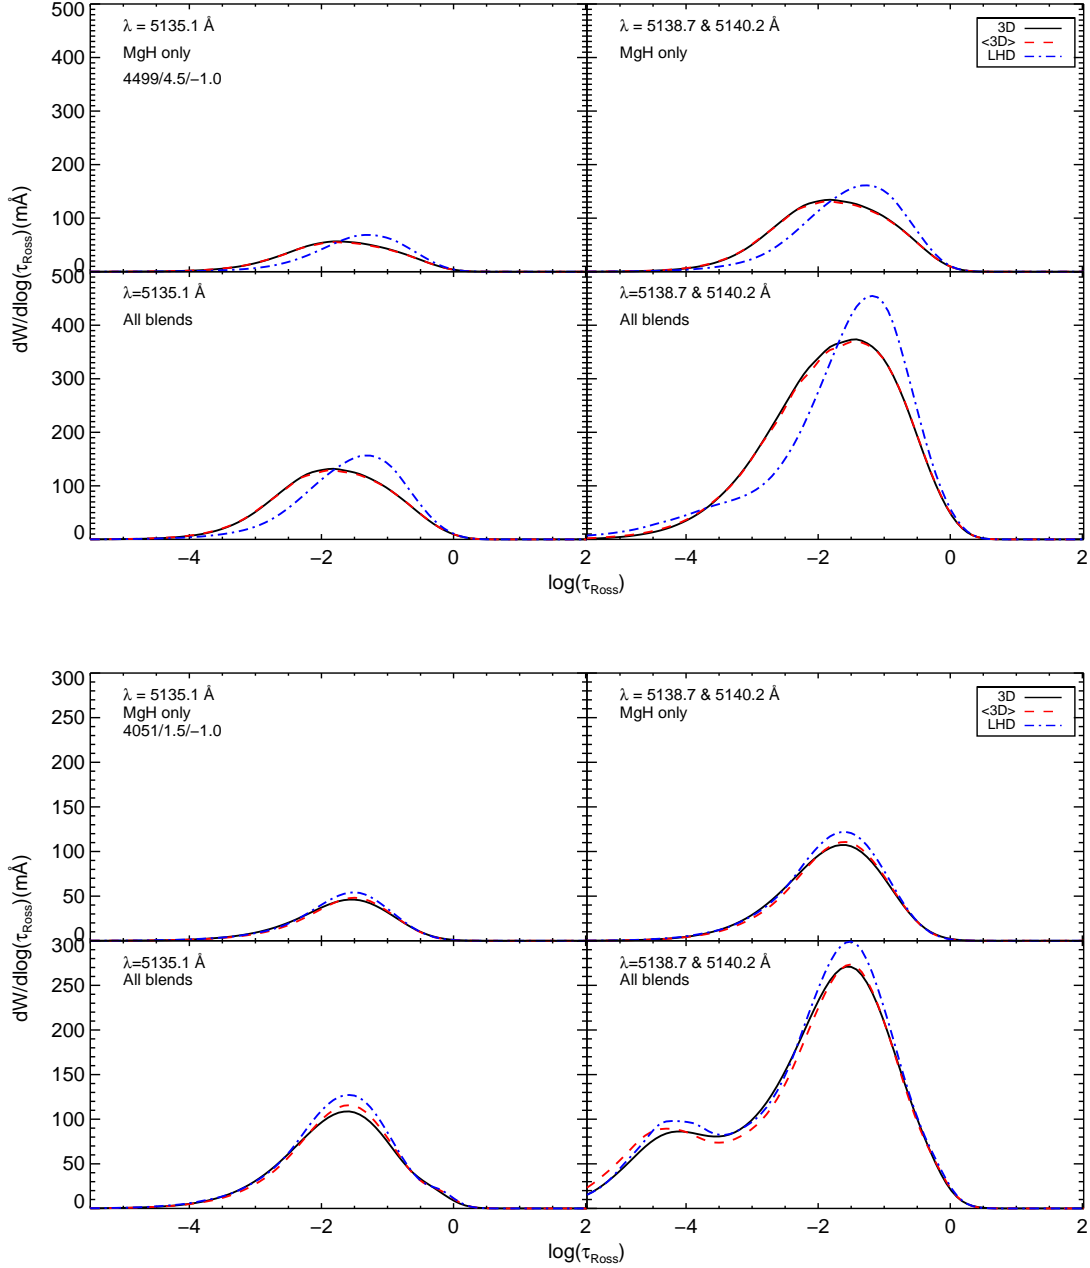 500
400
300
200
100
0
λ = 5135.1 Å
MgH only
4499/4.5/−1.0
λ = 5138.7 & 5140.2 Å
MgH only
3D
<3D>
LHD
dW/dlog(τRoss)(mÅ)
500
400
300
200
100
0
λ=5135.1 Å
All blends
λ=5138.7 & 5140.2 Å
All blends
−4 −2 0 2 −4 −2 0 2
log(τRoss)
300
250
200
150
100
50
0
λ = 5135.1 Å
MgH only
4051/1.5/−1.0
λ = 5138.7 & 5140.2 Å
MgH only
3D
<3D>
LHD
dW/dlog(τRoss)(mÅ)
300
250
200
150
100
50
0
λ=5135.1 Å
All blends
λ=5138.7 & 5140.2 Å
All blends
−4 −2 0 2 −4 −2 0 2
log(τRoss)